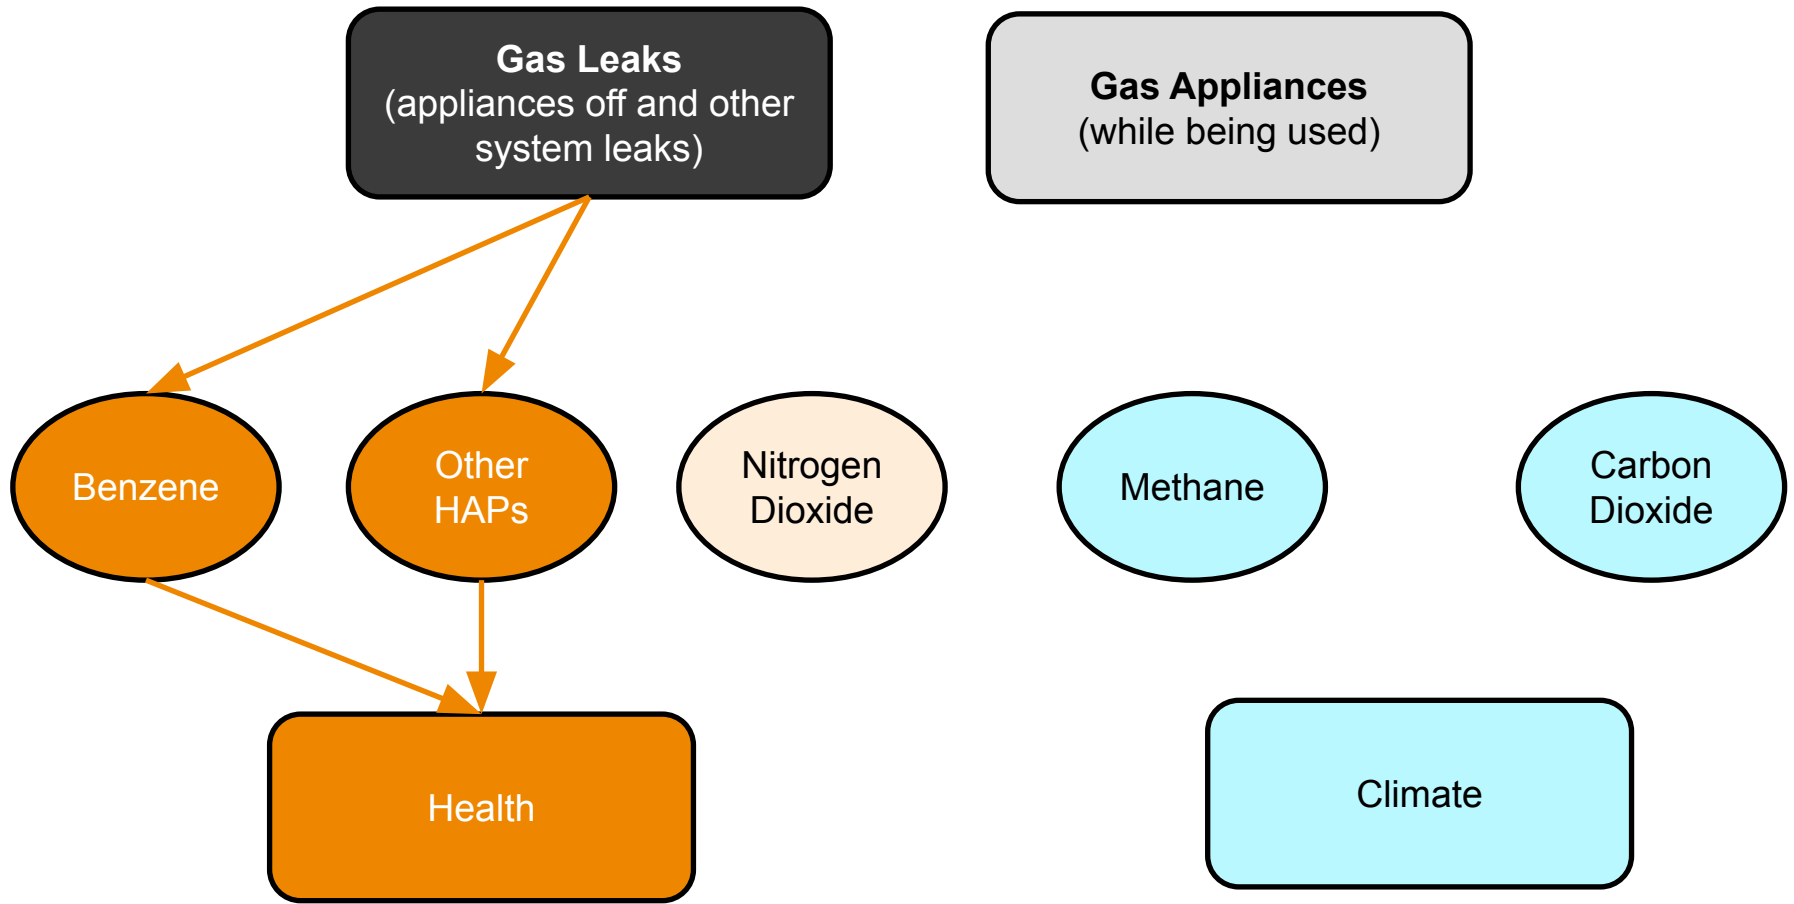 Gas Leaks
(appliances off and other
system leaks)
Gas Appliances
(while being used)
Benzene
Other
HAPs
Nitrogen
Dioxide
Methane
Carbon
Dioxide
Health
Climate